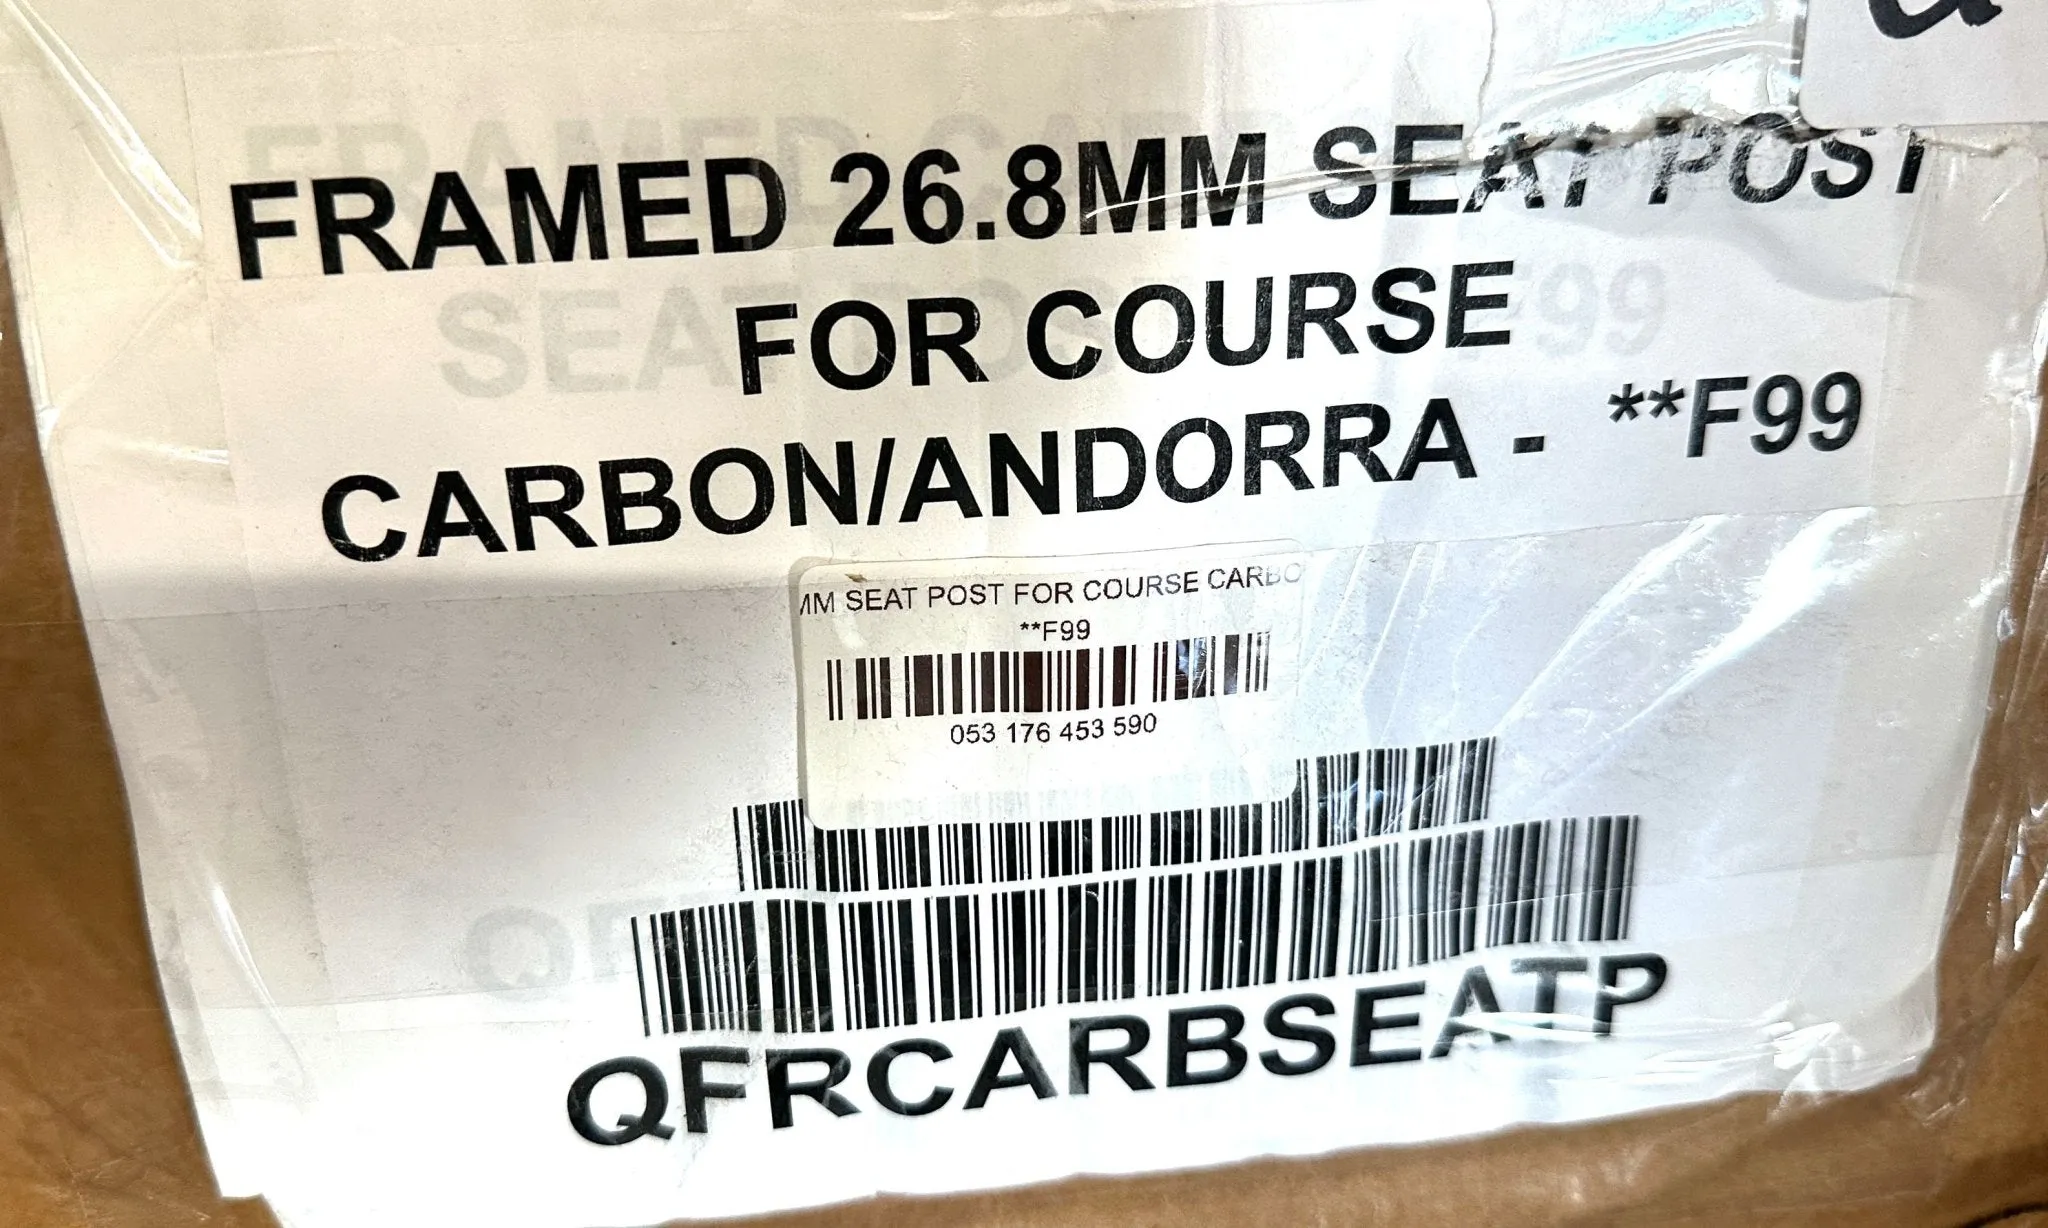 FRAMED 26.8MM SEAT POST
FOR COURSE
CARBON/ANDORRA - **F99
MM SEAT POST FOR COURSE CARBO
**F99
053 176 453 590
QFRCARBSEATP